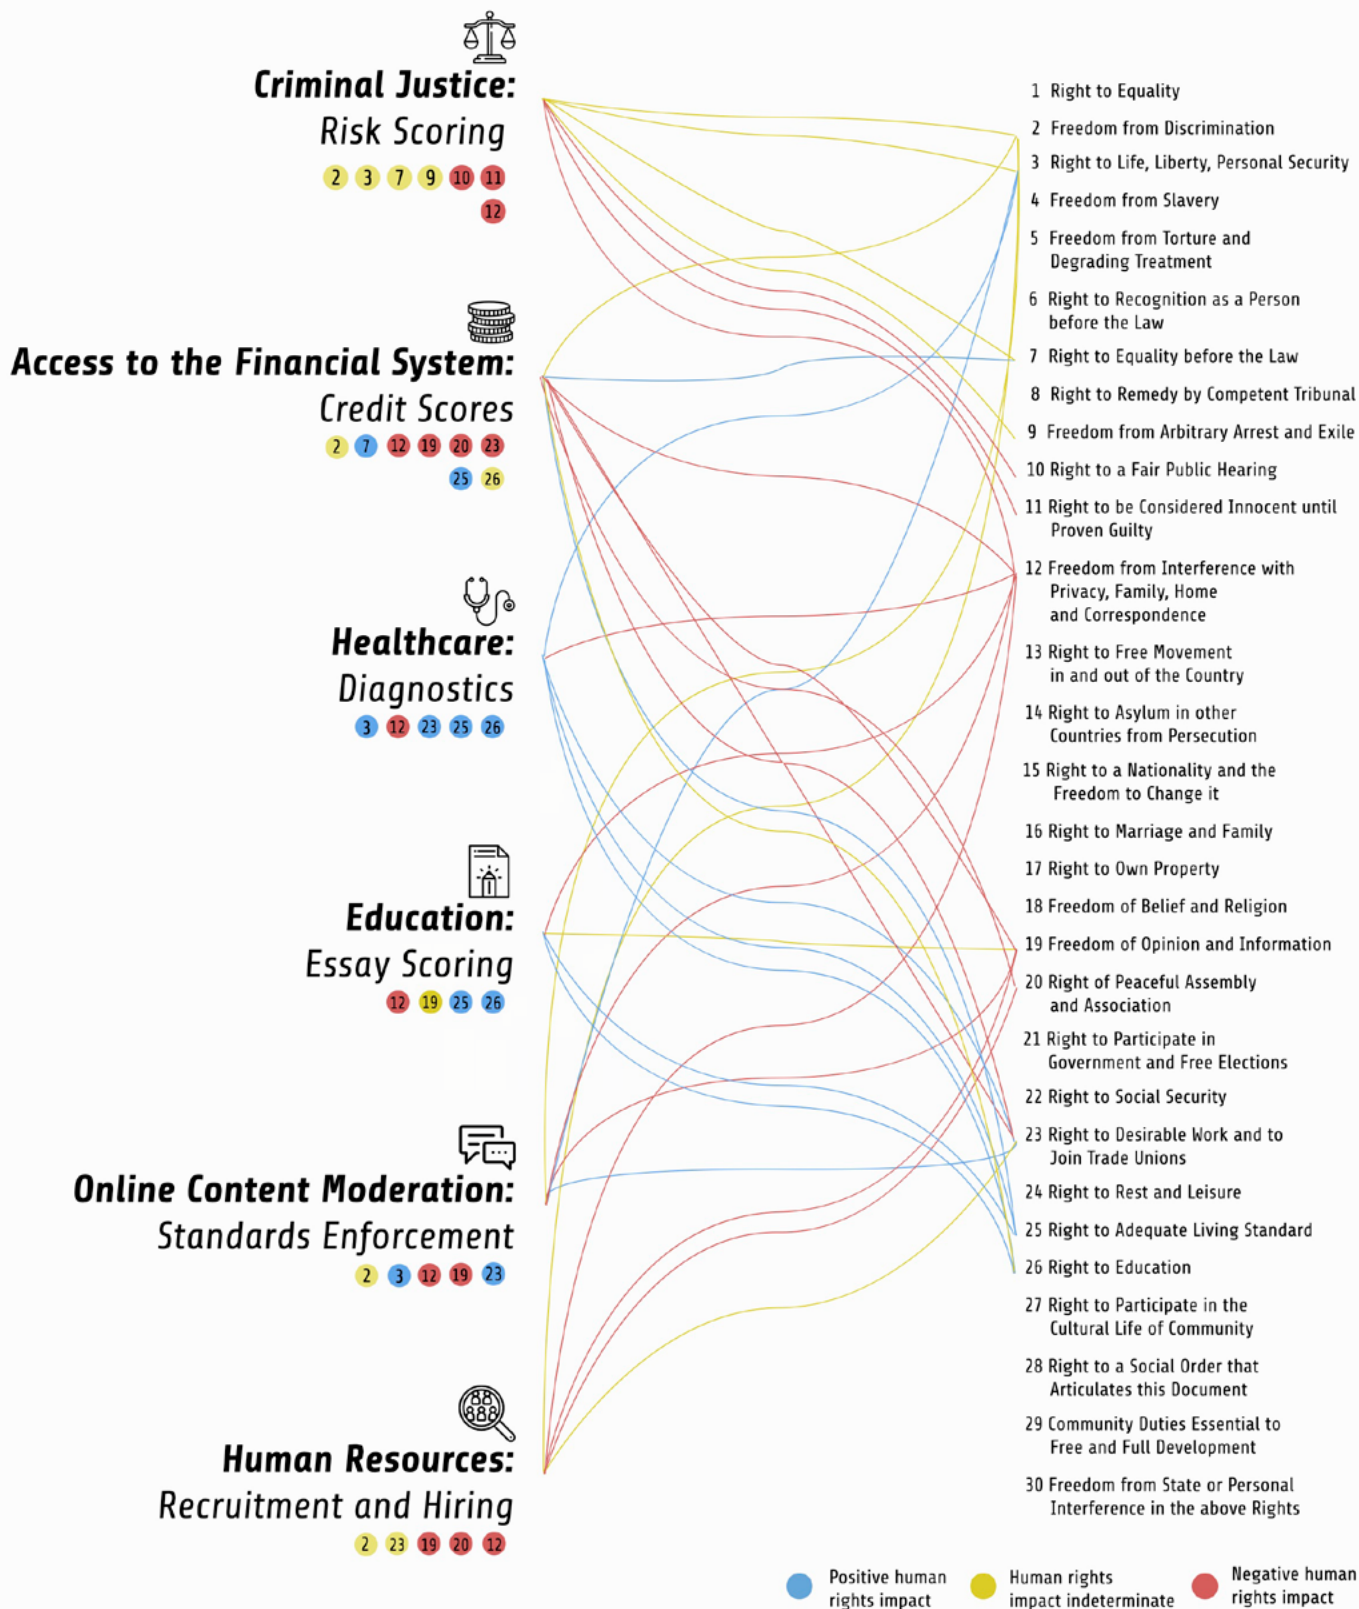 Criminal Justice:
Risk Scoring
2 3 7 9 10 11
12
Access to the Financial System:
Credit Scores
2 7 12 19 20 23
25 26
Healthcare:
Diagnostics
3 12 23 25 26
Education:
Essay Scoring
12 19 25 26
Online Content Moderation:
Standards Enforcement
2 3 12 19 23
Human Resources:
Recruitment and Hiring
2 23 19 20 12
1 Right to Equality
2 Freedom from Discrimination
3 Right to Life, Liberty, Personal Security
4 Freedom from Slavery
5 Freedom from Torture and
Degrading Treatment
6 Right to Recognition as a Person
before the Law
7 Right to Equality before the Law
8 Right to Remedy by Competent Tribunal
9 Freedom from Arbitrary Arrest and Exile
10 Right to a Fair Public Hearing
11 Right to be Considered Innocent until
Proven Guilty
12 Freedom from Interference with
Privacy, Family, Home
and Correspondence
13 Right to Free Movement
in and out of the Country
14 Right to Asylum in other
Countries from Persecution
15 Right to a Nationality and the
Freedom to Change it
16 Right to Marriage and Family
17 Right to Own Property
18 Freedom of Belief and Religion
19 Freedom of Opinion and Information
20 Right of Peaceful Assembly
and Association
21 Right to Participate in
Government and Free Elections
22 Right to Social Security
23 Right to Desirable Work and to
Join Trade Unions
24 Right to Rest and Leisure
25 Right to Adequate Living Standard
26 Right to Education
27 Right to Participate in the
Cultural Life of Community
28 Right to a Social Order that
Articulates this Document
29 Community Duties Essential to
Free and Full Development
30 Freedom from State or Personal
Interference in the above Rights
Positive human
rights impact
Human rights
impact indeterminate
Negative human
rights impact